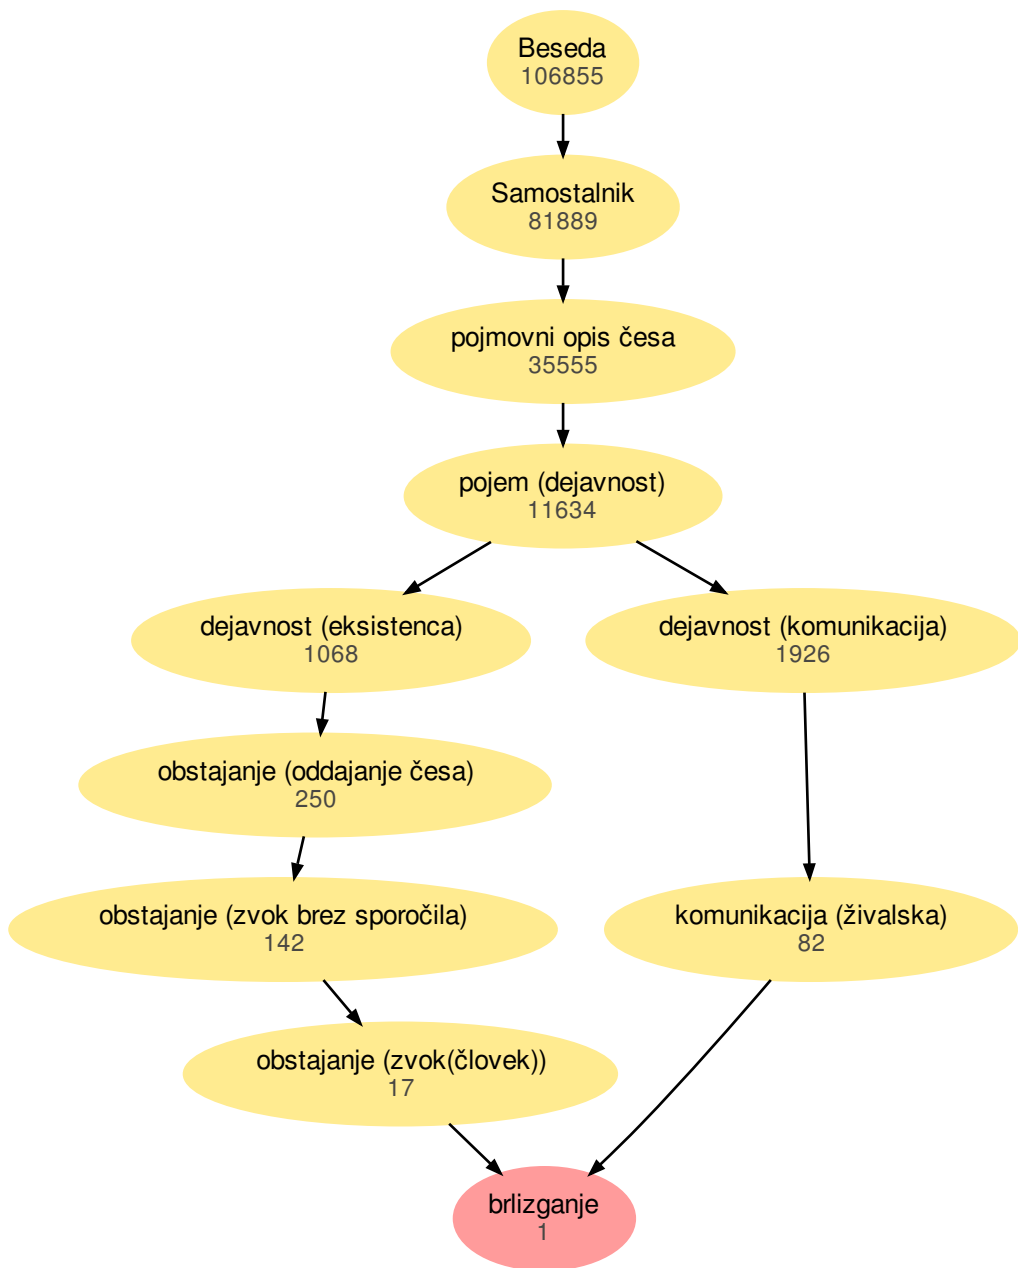 Beseda
106855
Samostalnik
81889
pojmovni opis česa
35555
pojem (dejavnost)
11634
dejavnost (eksistenca)
1068
dejavnost (komunikacija)
1926
obstajanje (oddajanje česa)
250
obstajanje (zvok brez sporočila)
142
komunikacija (živalska)
82
obstajanje (zvok(človek))
17
brlizganje
1